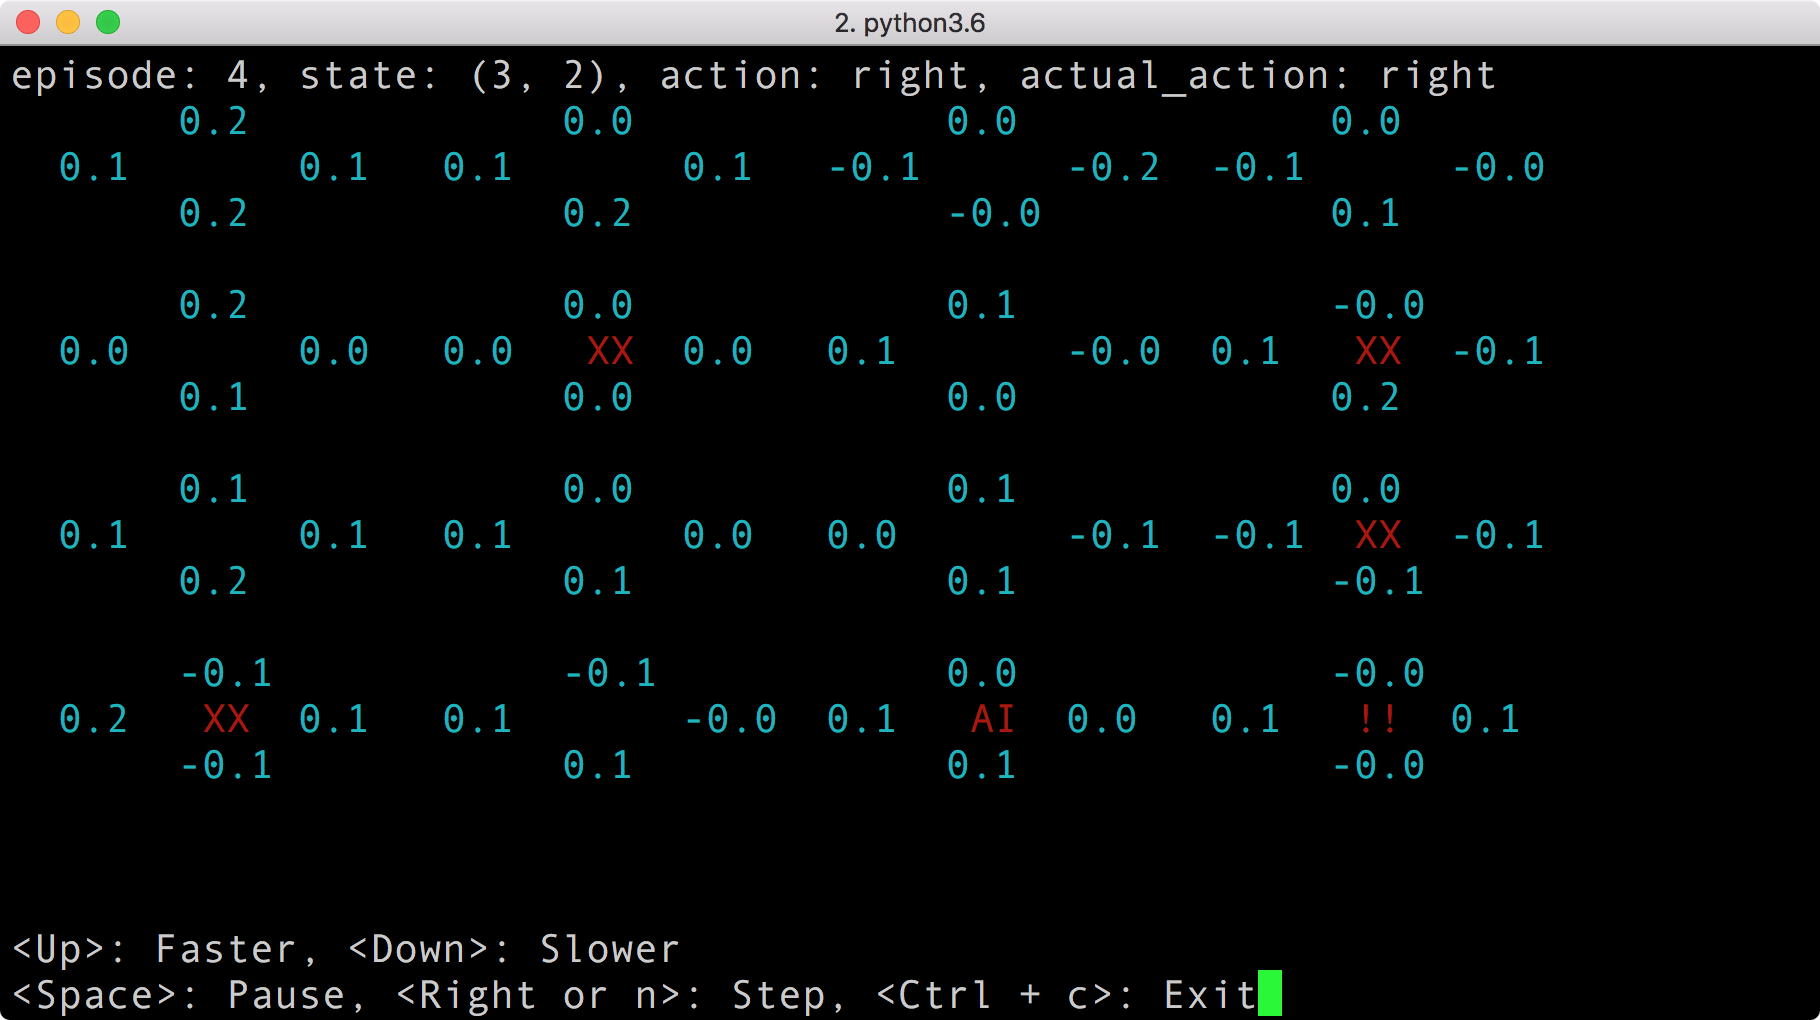 2. python3.6
episode: 4, state: (3, 2), action: right, actual_action: right
0.2 0.0 0.0 0.0
0.1 0.1 0.1 0.1 -0.1 -0.2 -0.1 -0.0
0.2 0.2 -0.0 0.1
0.2 0.0 0.1 -0.0
0.0 0.0 0.0 XX 0.0 0.1 -0.0 0.1 XX -0.1
0.1 0.0 0.0 0.2
0.1 0.0 0.1 0.0
0.1 0.1 0.1 0.0 0.0 -0.1 -0.1 XX -0.1
0.2 0.1 0.1 -0.1
-0.1 -0.1 0.0 -0.0
0.2 XX 0.1 0.1 -0.0 0.1 AI 0.0 0.1 !! 0.1
-0.1 0.1 0.1 -0.0
<Up>: Faster, <Down>: Slower
<Space>: Pause, <Right or n>: Step, <Ctrl + c>: Exit